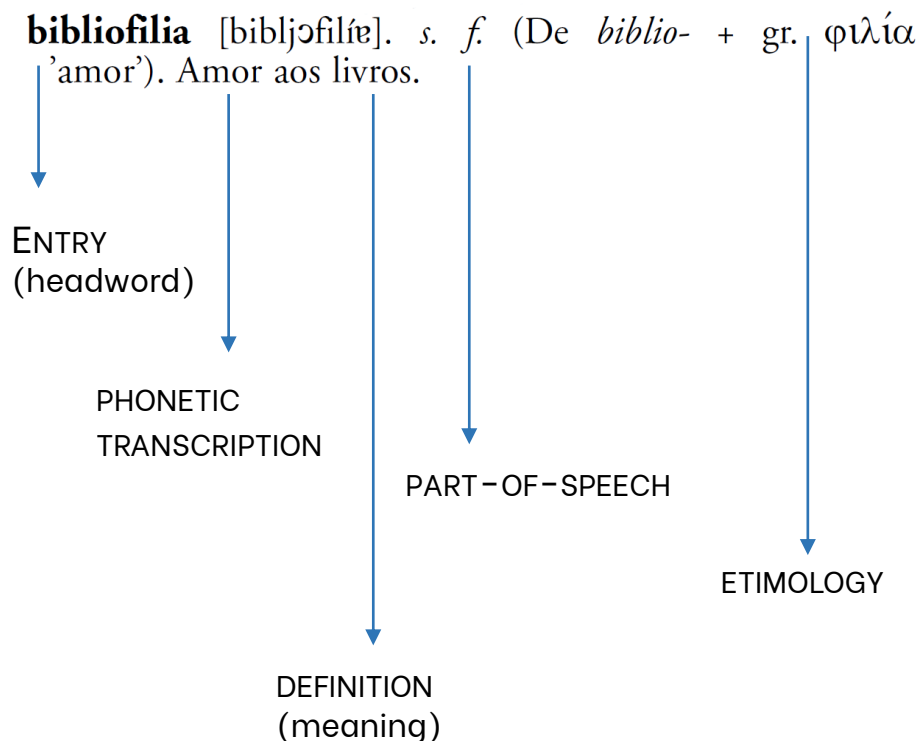 bibliofilia [bibljɔfilíɐ]. s. f. (De biblio- + gr. φιλία
’amor’). Amor aos livros.
ENTRY
(headword)
PHONETIC
TRANSCRIPTION
PART-OF-SPEECH
ETIMOLOGY
DEFINITION
(meaning)